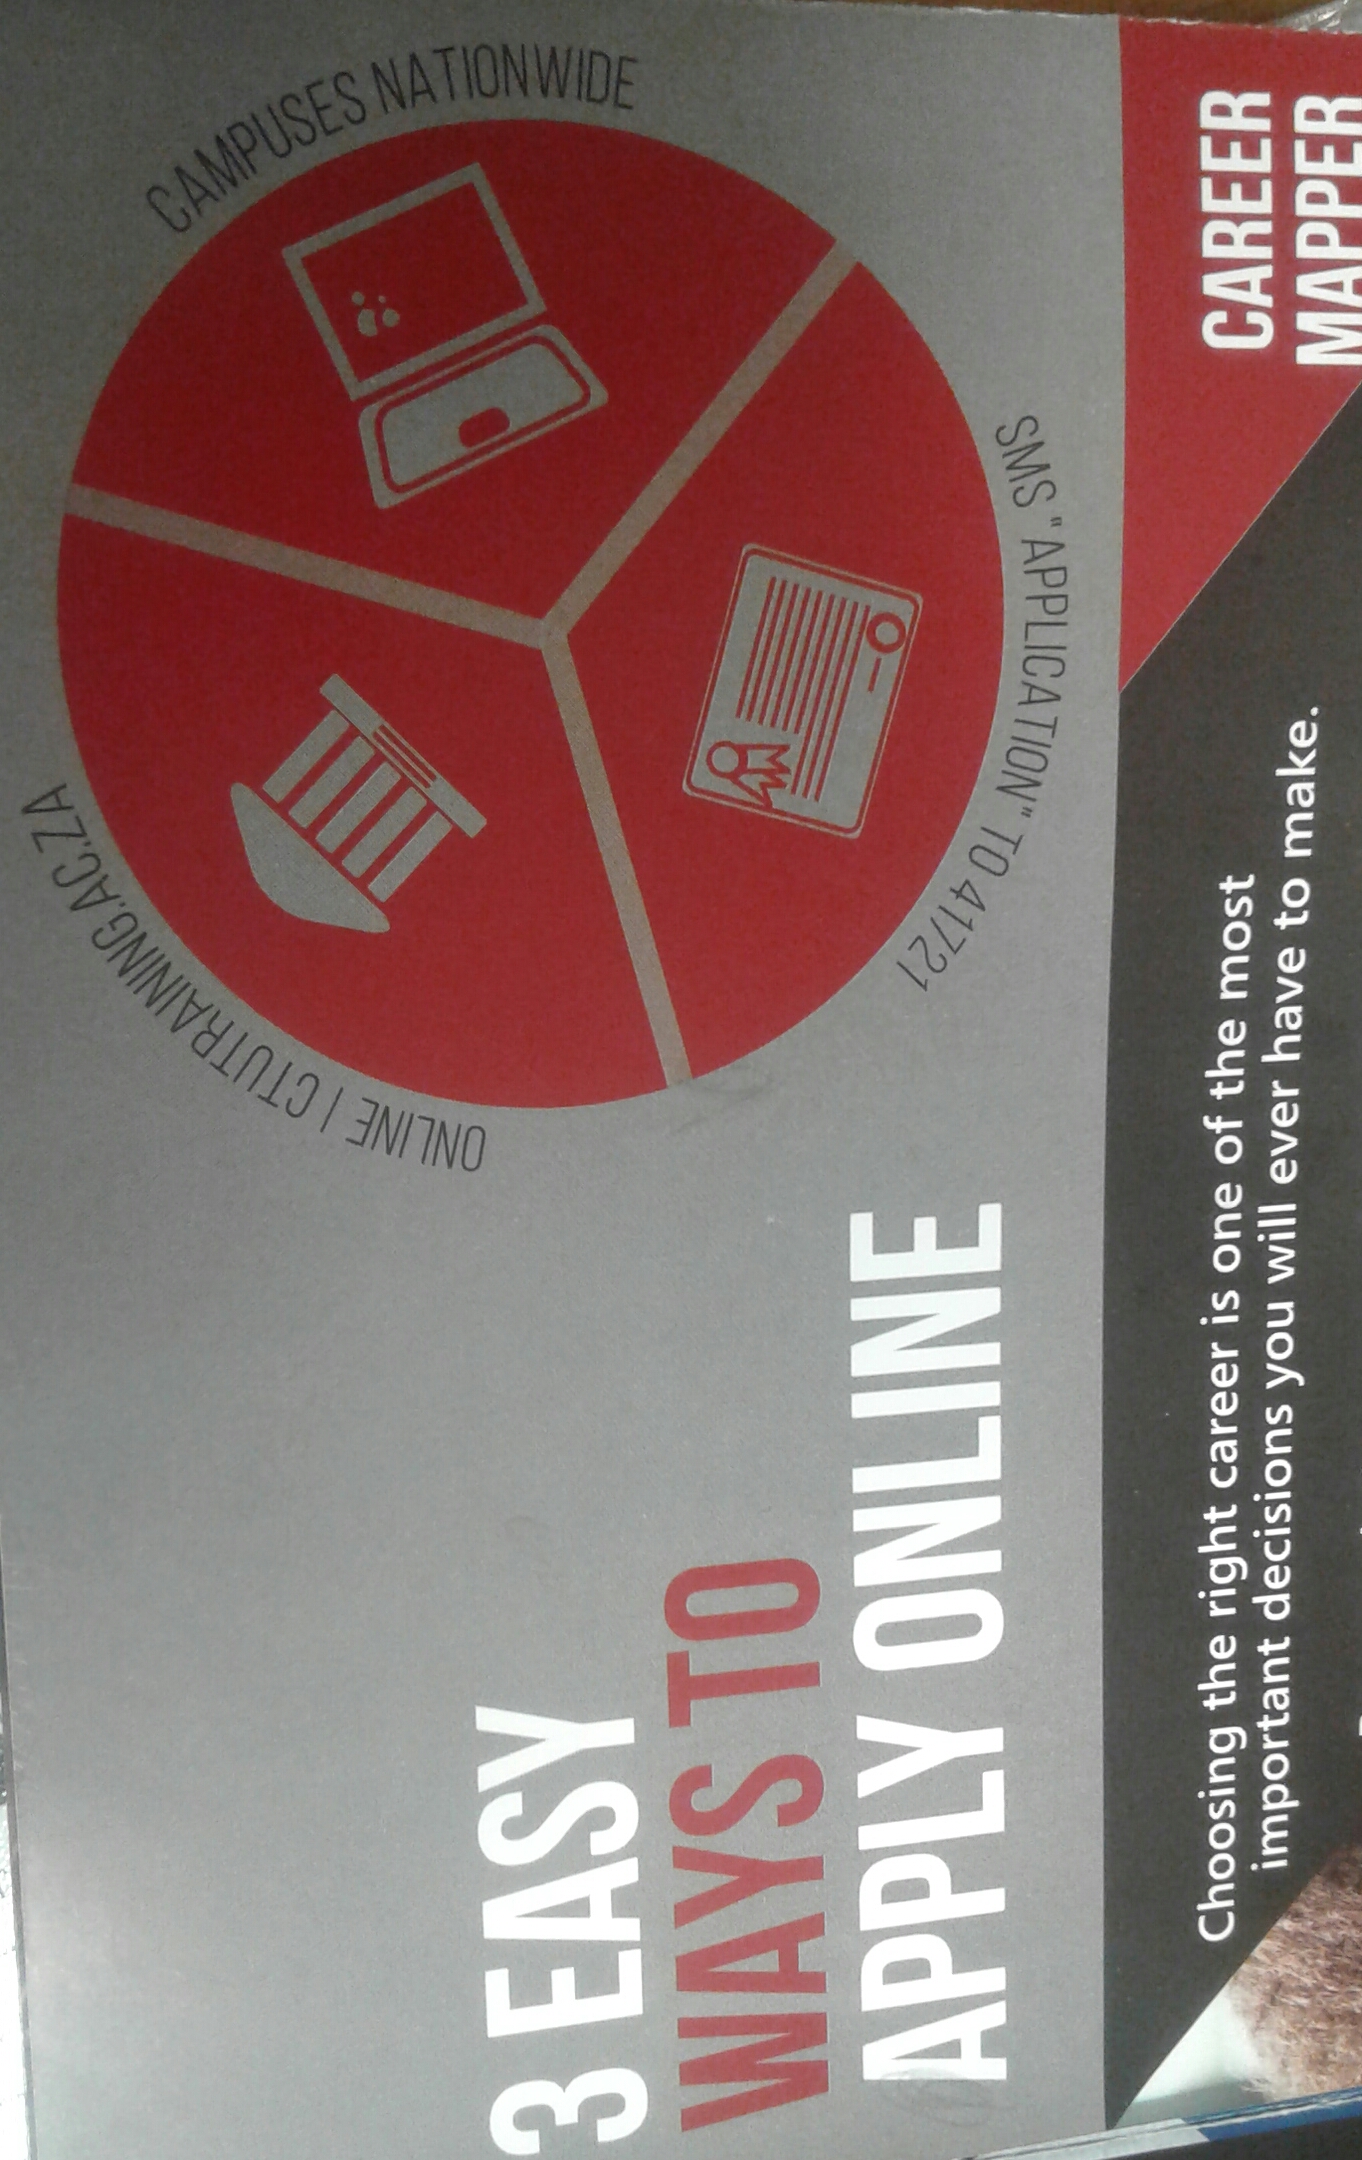 3 EASY
WAYS TO
APPLY ONLINE
ONLINE | CTUTRAINING.AC.ZA
CAMPUSES NATIONWIDE
SMS "APPLICATION" TO 41721
Choosing the right career is one of the most
important decisions you will ever have to make.
CAREER
MAPPER